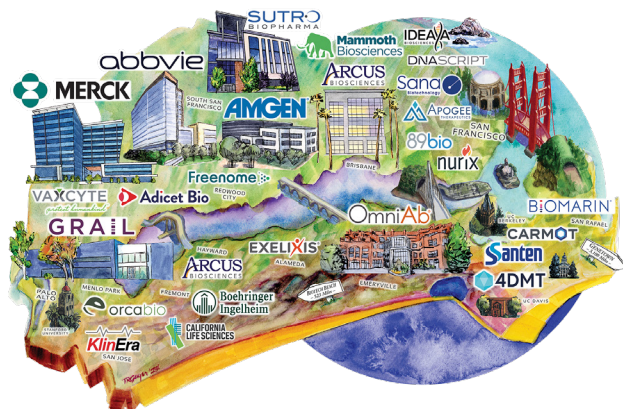 SUTRO
BIOPHARMA
Mammoth
Biosciences
IDEAYA
BIOSCIENCES
abbvie
DNASCRIPT
ARCUS
BIOSCIENCES
MERCK
Sana
Biotechnology
SOUTH SAN
FRANCISCO
AMGEN
APOGEE
THERAPEUTICS
SAN
FRANCISCO
89bio
nurix
BRISBANE
Freenome
REDWOOD
CITY
VAXCYTE
protect humankind
Adicet Bio
OmniAb
BIOMARIN
UC
BERKELEY
SAN RAFAEL
GRAIL
CARMOT
HAYWARD
EXELIXIS
ALAMEDA
Santen
ARCUS
BIOSCIENCES
4DMT
MENLO PARK
PALO
ALTO
FREMONT
EMERYVILLE
UC DAVIS
orcabio
Boehringer
Ingelheim
STANFORD
UNIVERSITY
KlinEra
SAN JOSE
CALIFORNIA
LIFE SCIENCES